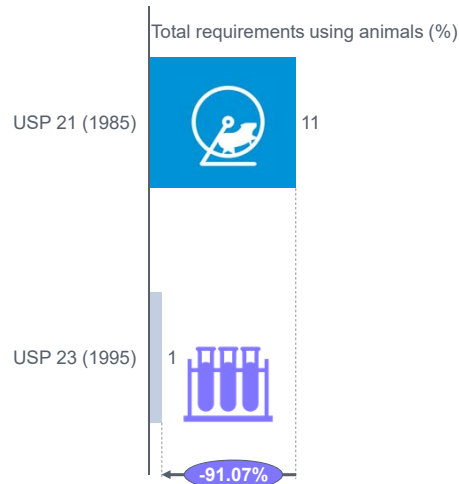 Total requirements using animals (%)
USP 21 (1985)
11
USP 23 (1995)
1
-91.07%